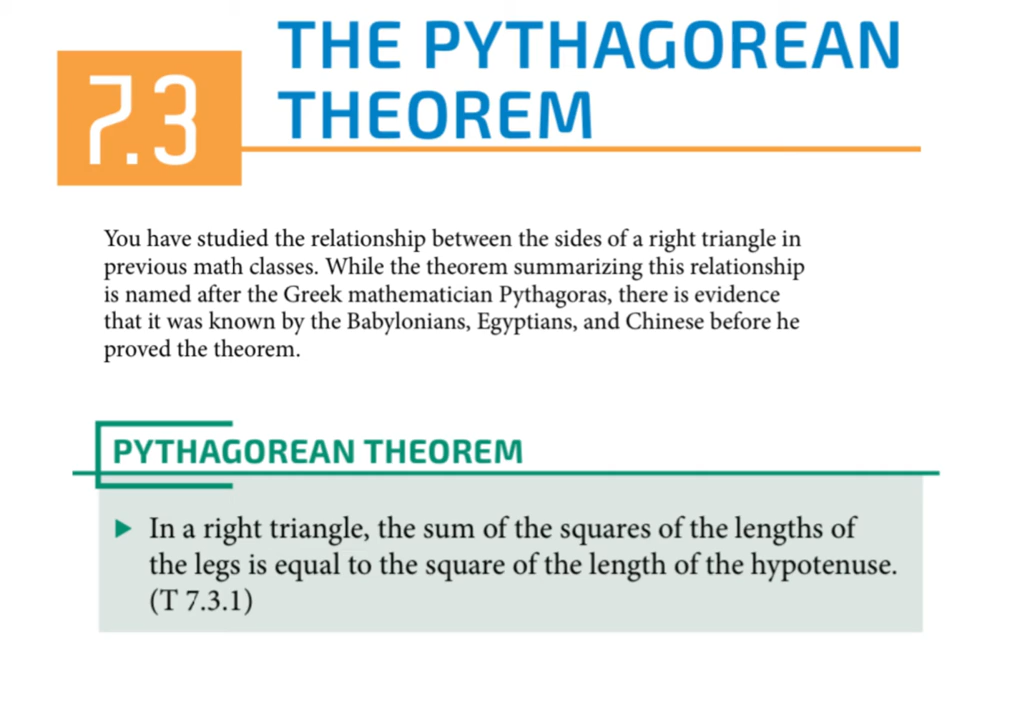 7.3
THE PYTHAGOREAN
THEOREM
You have studied the relationship between the sides of a right triangle in
previous math classes. While the theorem summarizing this relationship
is named after the Greek mathematician Pythagoras, there is evidence
that it was known by the Babylonians, Egyptians, and Chinese before he
proved the theorem.
PYTHAGOREAN THEOREM
▶ In a right triangle, the sum of the squares of the lengths of
the legs is equal to the square of the length of the hypotenuse.
(T 7.3.1)